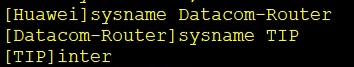 [Huawei]sysname Datacom-Router
[Datacom-Router]sysname TIP
[TIP]inter